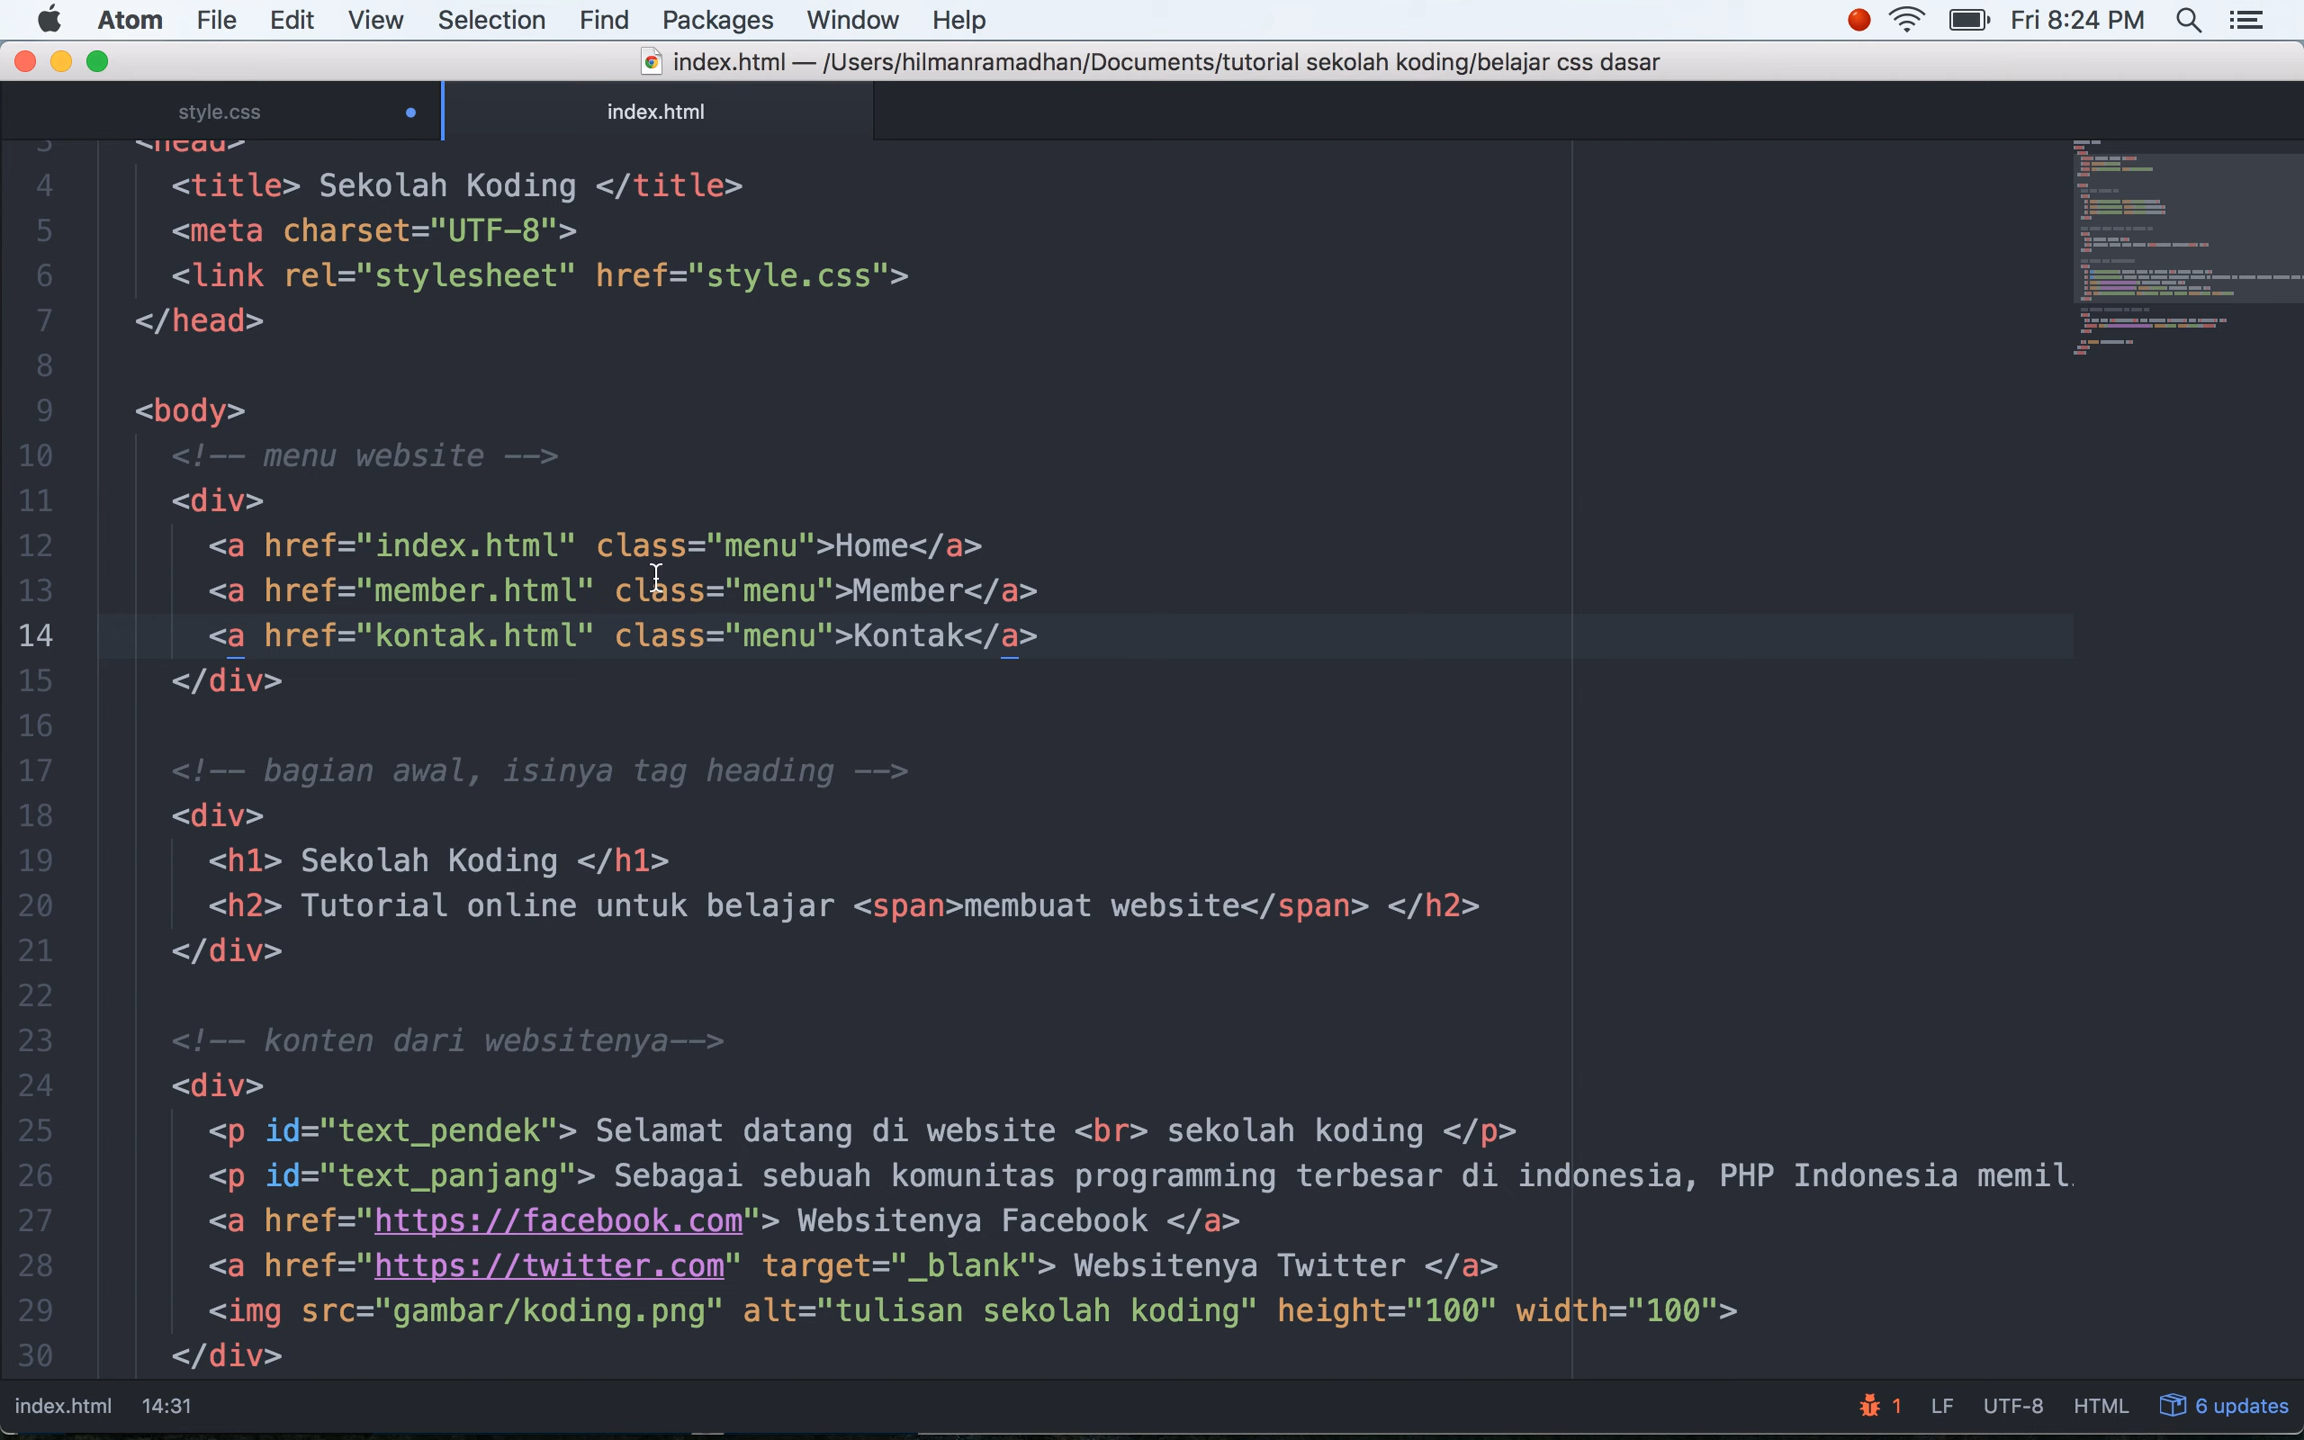 Atom File Edit View Selection Find Packages Window Help Fri 8:24 PM
index.html — /Users/hilmanramadhan/Documents/tutorial sekolah koding/belajar css dasar
style.css index.html
3 <head>
4 <title> Sekolah Koding </title>
5 <meta charset="UTF-8">
6 <link rel="stylesheet" href="style.css">
7 </head>
8
9 <body>
10 <!-- menu website -->
11 <div>
12 <a href="index.html" class="menu">Home</a>
13 <a href="member.html" class="menu">Member</a>
14 <a href="kontak.html" class="menu">Kontak</a>
15 </div>
16
17 <!-- bagian awal, isinya tag heading -->
18 <div>
19 <h1> Sekolah Koding </h1>
20 <h2> Tutorial online untuk belajar <span>membuat website</span> </h2>
21 </div>
22
23 <!-- konten dari websitenya-->
24 <div>
25 <p id="text_pendek"> Selamat datang di website <br> sekolah koding </p>
26 <p id="text_panjang"> Sebagai sebuah komunitas programming terbesar di indonesia, PHP Indonesia memil
27 <a href="https://facebook.com"> Websitenya Facebook </a>
28 <a href="https://twitter.com" target="_blank"> Websitenya Twitter </a>
29 <img src="gambar/koding.png" alt="tulisan sekolah koding" height="100" width="100">
30 </div>
index.html 14:31 1 LF UTF-8 HTML 6 updates